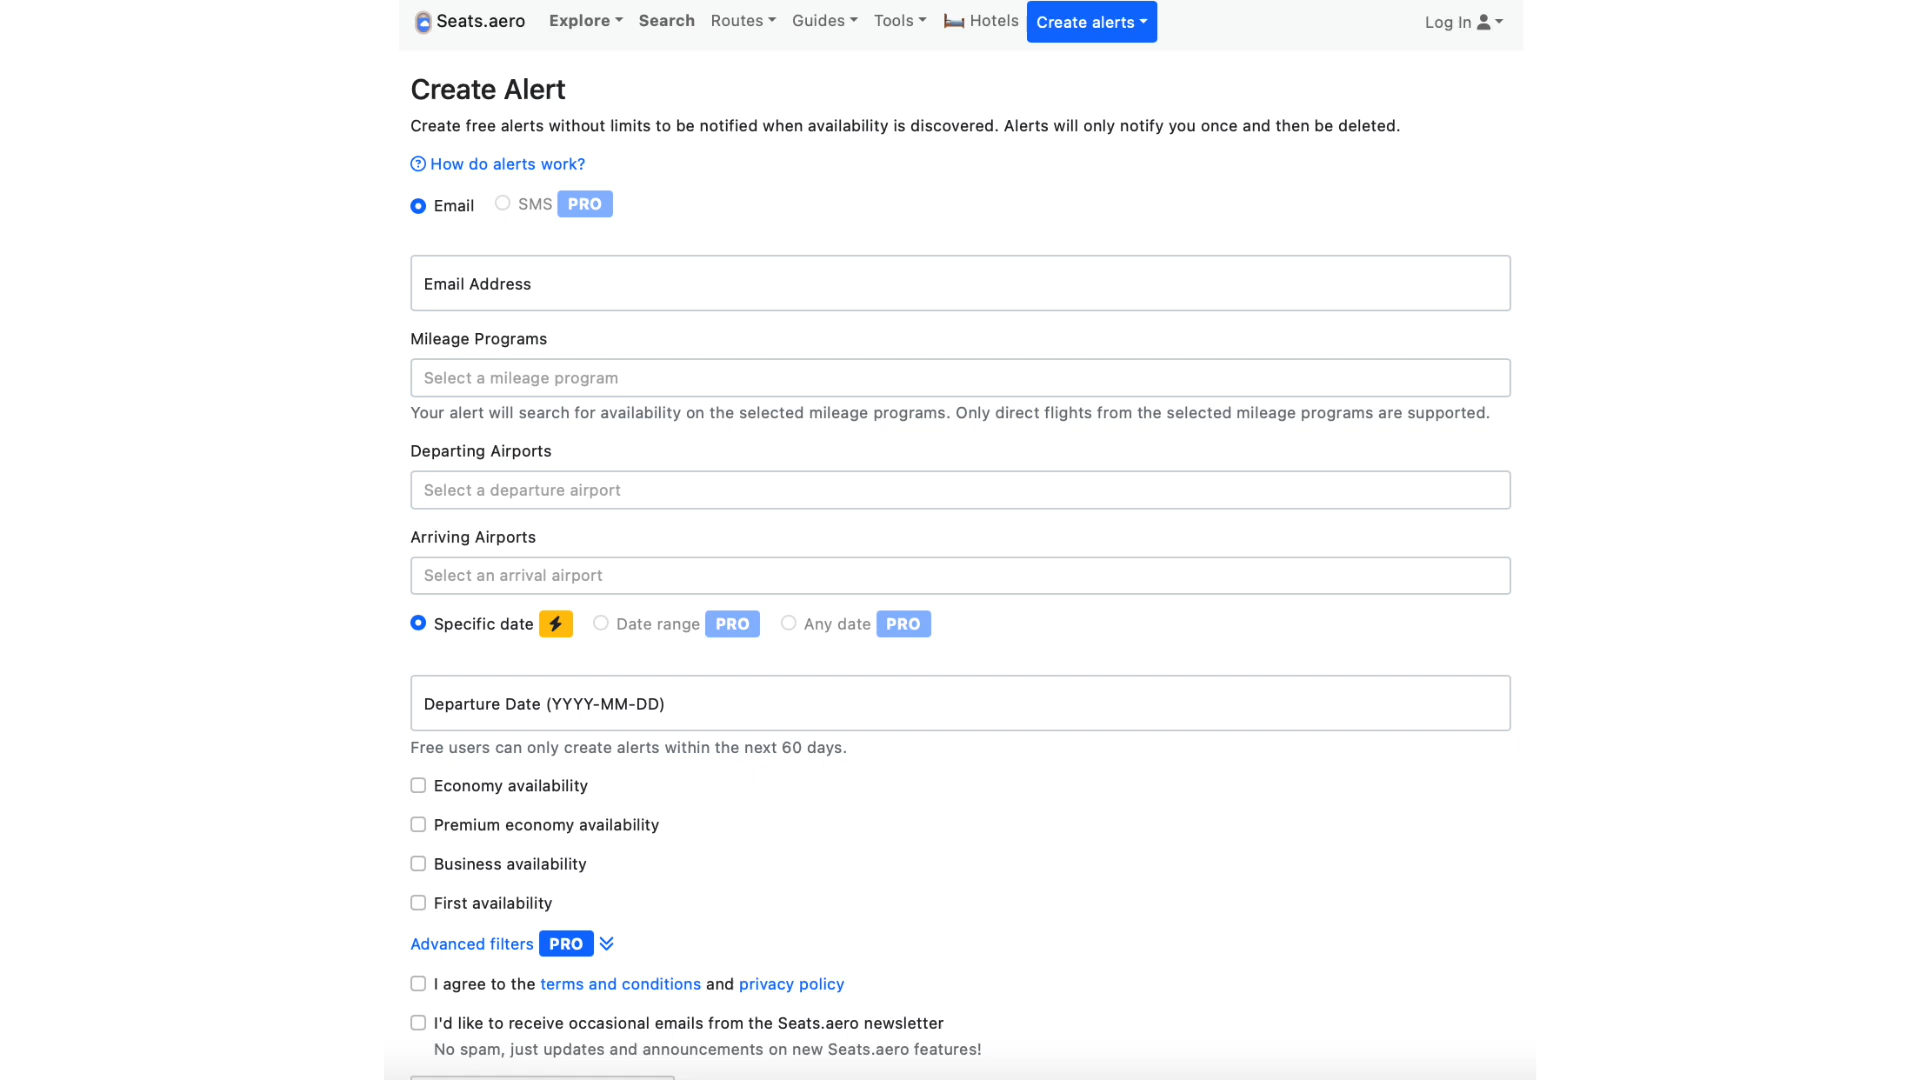 Seats.aero Explore Search Routes Guides Tools Hotels Create alerts Log In
Create Alert
Create free alerts without limits to be notified when availability is discovered. Alerts will only notify you once and then be deleted.
How do alerts work?
Email SMS PRO
Email Address
Mileage Programs
Select a mileage program
Your alert will search for availability on the selected mileage programs. Only direct flights from the selected mileage programs are supported.
Departing Airports
Select a departure airport
Arriving Airports
Select an arrival airport
Specific date Date range PRO Any date PRO
Departure Date (YYYY-MM-DD)
Free users can only create alerts within the next 60 days.
Economy availability
Premium economy availability
Business availability
First availability
Advanced filters PRO
I agree to the terms and conditions and privacy policy
I'd like to receive occasional emails from the Seats.aero newsletter
No spam, just updates and announcements on new Seats.aero features!